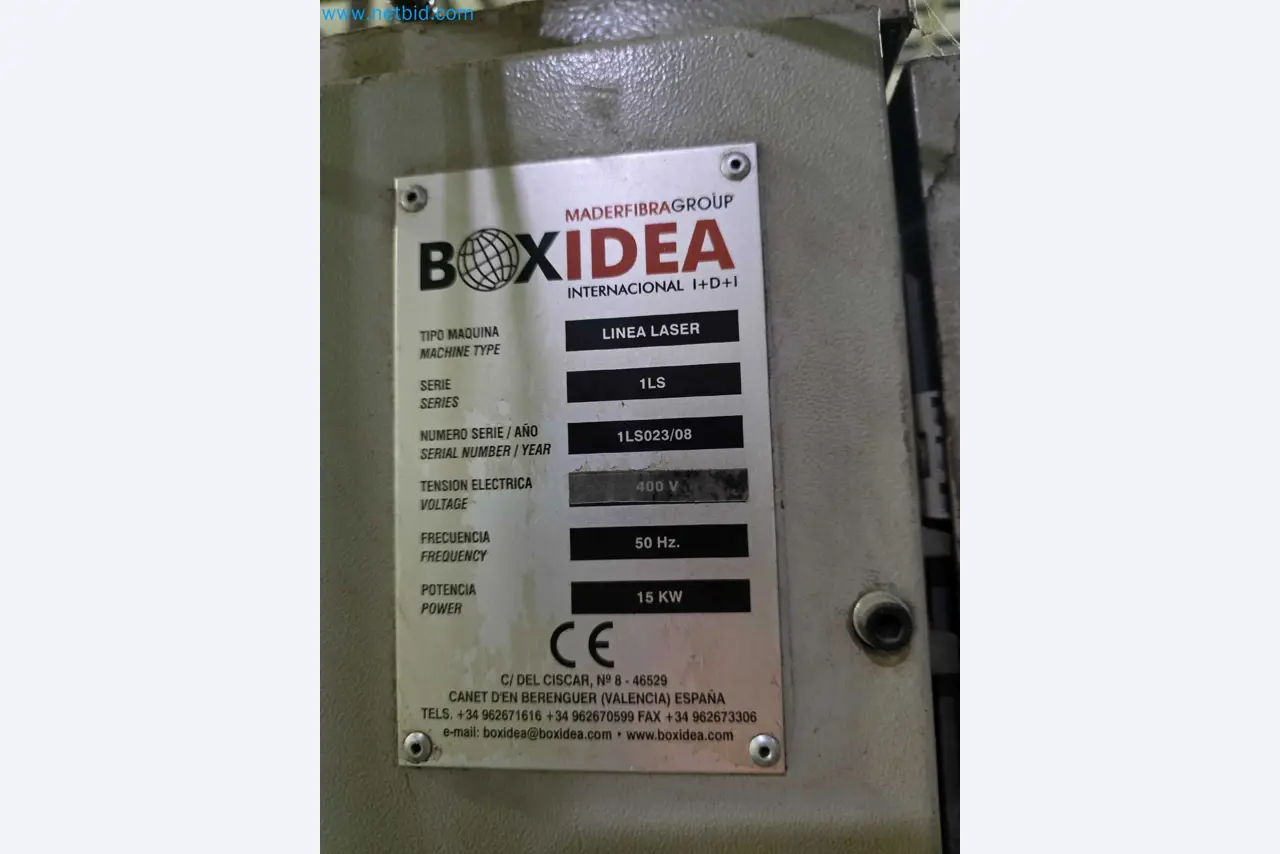 www.netbid.com
MADERFIBRAGROUP
BOXIDEA
INTERNACIONAL I+D+I
TIPO MAQUINA LINEA LASER
MACHINE TYPE
SERIE 1LS
SERIES
NUMERO SERIE / AÑO 1LS023/08
SERIAL NUMBER / YEAR
TENSION ELECTRICA 400 V
VOLTAGE
FRECUENCIA 50 Hz.
FREQUENCY
POTENCIA 15 KW
POWER
CE
C/ DEL CISCAR, Nº 8 - 46529
CANET D'EN BERENGUER (VALENCIA) ESPAÑA
TELS. +34 962671616 +34 962670599 FAX +34 962673306
e-mail: boxidea@boxidea.com • www.boxidea.com